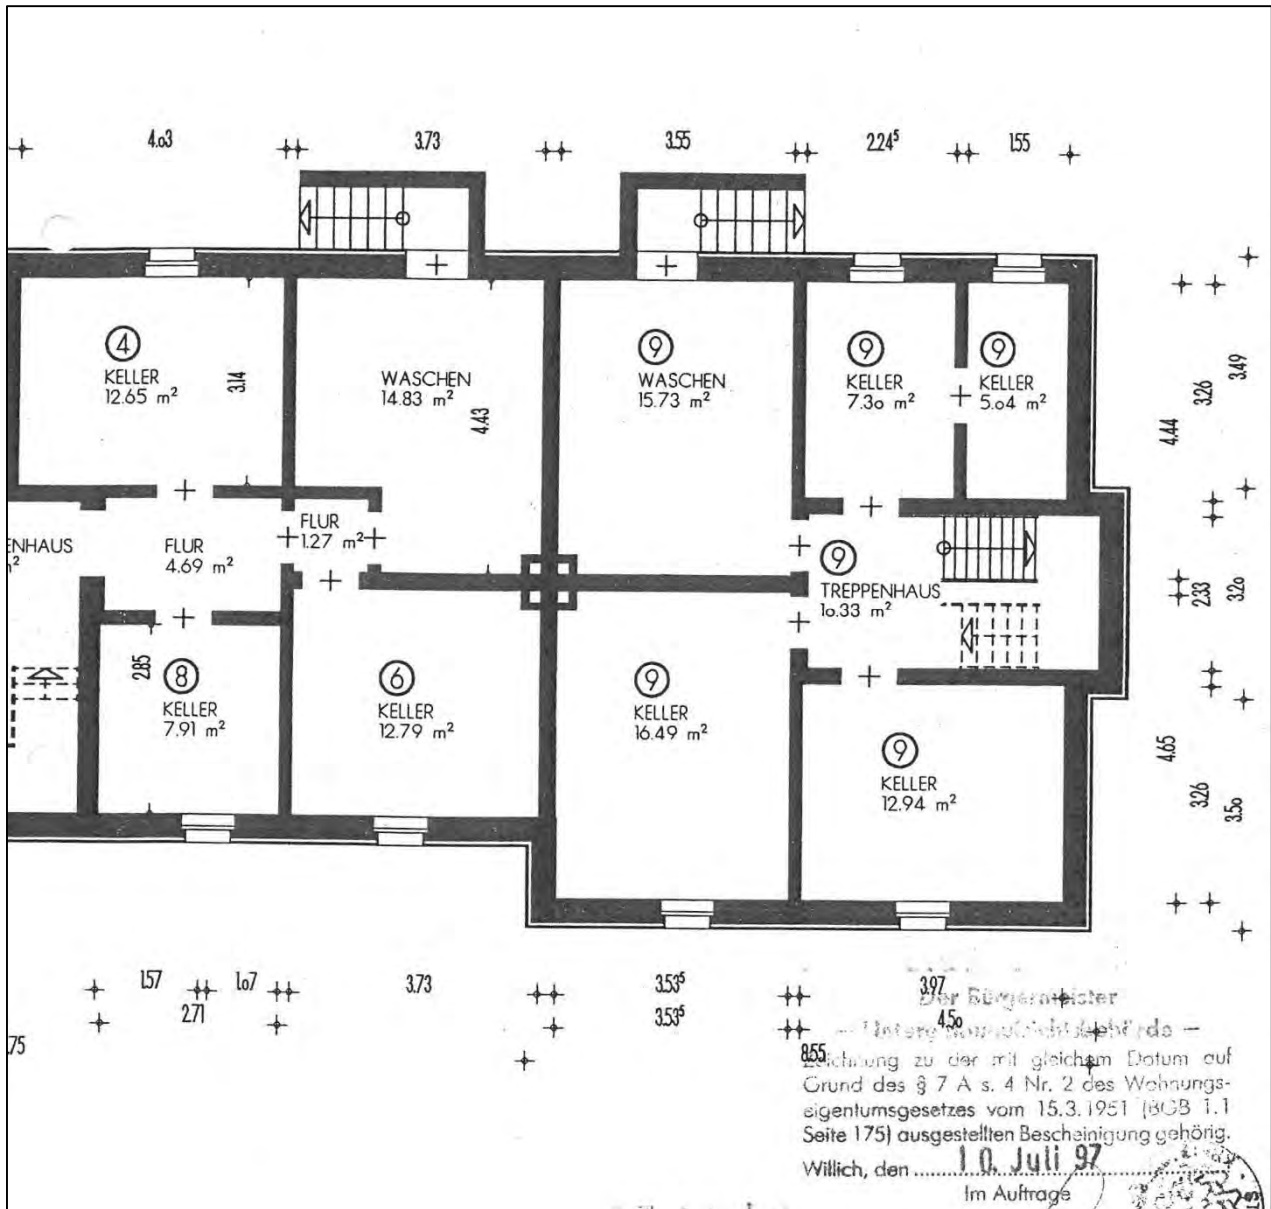 4.o3
3.73
3.55
2.24⁵
1.55
4
KELLER
12.65 m²
3.14
WASCHEN
14.83 m²
4.43
9
WASCHEN
15.73 m²
9
KELLER
7.3o m²
9
KELLER
5.o4 m²
4.44
3.26
3.49
ENHAUS
m²
FLUR
4.69 m²
FLUR
1.27 m²
9
TREPPENHAUS
1o.33 m²
2.33
3.2o
2.85
8
KELLER
7.91 m²
6
KELLER
12.79 m²
9
KELLER
16.49 m²
9
KELLER
12.94 m²
4.65
3.26
3.5o
1.57
1.o7
3.73
3.53⁵
3.97
2.71
3.53⁵
4.5o
.75
8.55
Der Bürgermeister
— Untere Bauaufsichtsbehörde —
Zeichnung zu der mit gleichem Datum auf
Grund des § 7 A s. 4 Nr. 2 des Wohnungs-
eigentumsgesetzes vom 15.3.1951 (BGB 1.1
Seite 175) ausgestellten Bescheinigung gehörig.
Willich, den 10. Juli 97
Im Auftrage